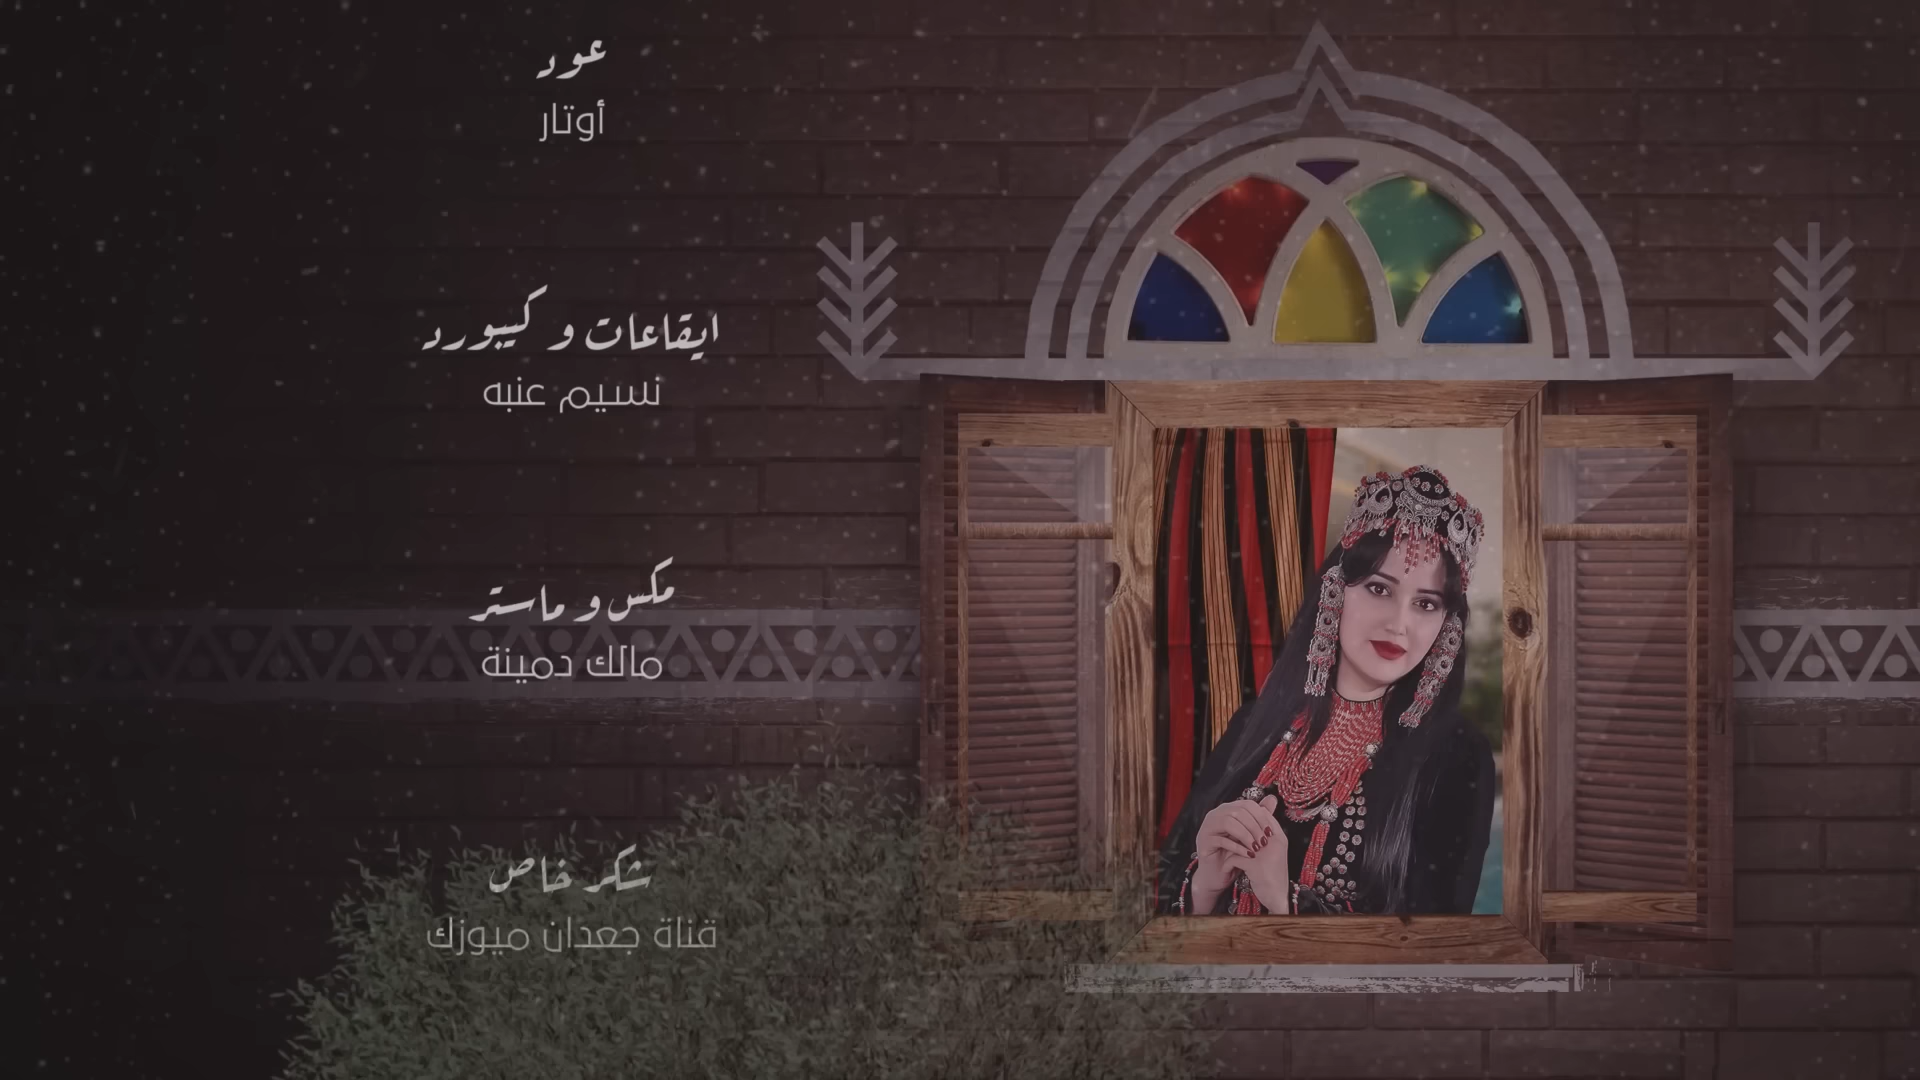 عود
أوتار
ايقاعات و كيبورد
نسيم عنبه
مكس و ماستر
مالك دمينة
شكر خاص
قناة جعدان ميوزك